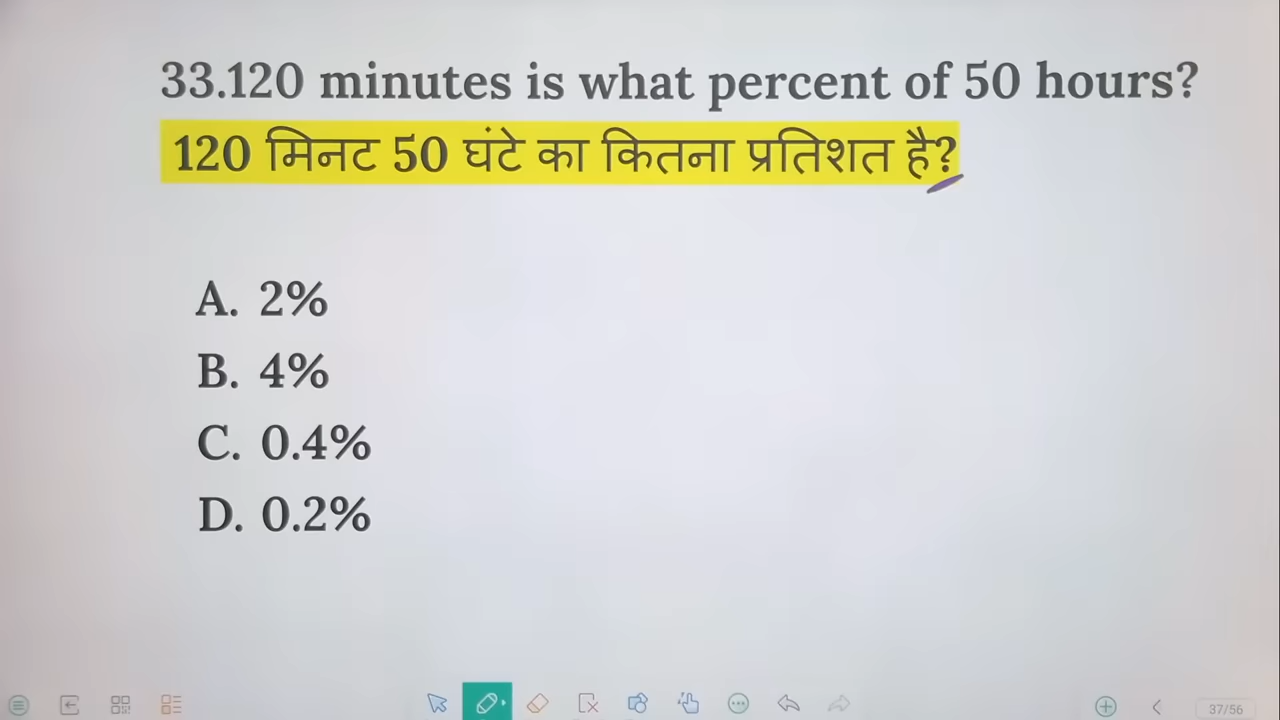 33.120 minutes is what percent of 50 hours?
120 मिनट 50 घंटे का कितना प्रतिशत है?
A. 2%
B. 4%
C. 0.4%
D. 0.2%
37/56